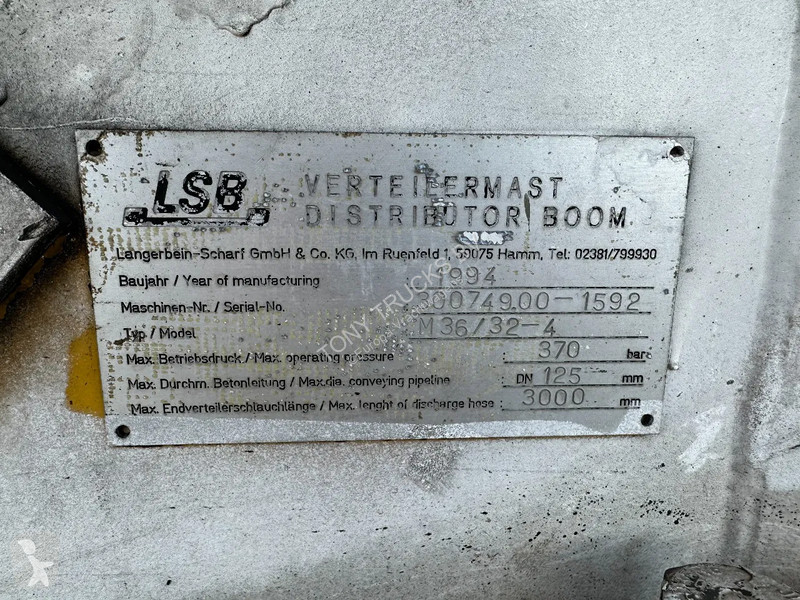 LSB VERTEILERMAST
DISTRIBUTOR BOOM
Langerbein-Scharf GmbH & Co. KG, Im Ruenfeld 1, 59075 Hamm, Tel: 02381/799930
Baujahr / Year of manufacturing 1994
Maschinen-Nr. / Serial-No. 300749.00-1592
Typ / Model M 36/32-4
Max. Betriebsdruck / Max. operating pressure : 370 bar
Max. Durchm. Betonleitung / Max.dia. conveying pipeline : DN 125 mm
Max. Endverteilerschlauchlänge / Max. lenght of discharge hose : 3000 mm
TONY TRUCKS